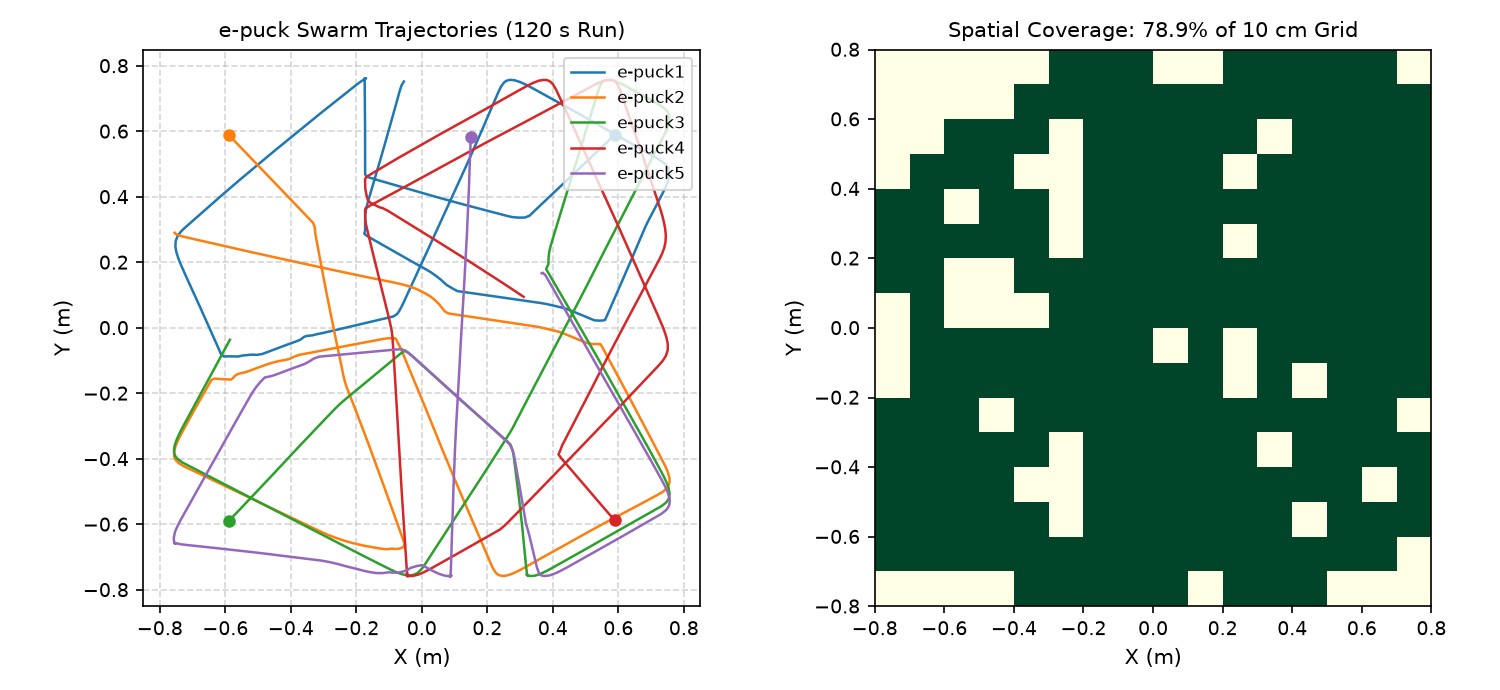 e-puck Swarm Trajectories (120 s Run)
0.8
0.6
0.4
0.2
0.0
−0.2
−0.4
−0.6
−0.8
Y (m)
−0.8 −0.6 −0.4 −0.2 0.0 0.2 0.4 0.6 0.8
X (m)
e-puck1
e-puck2
e-puck3
e-puck4
e-puck5
Spatial Coverage: 78.9% of 10 cm Grid
0.8
0.6
0.4
0.2
0.0
−0.2
−0.4
−0.6
−0.8
Y (m)
−0.8 −0.6 −0.4 −0.2 0.0 0.2 0.4 0.6 0.8
X (m)